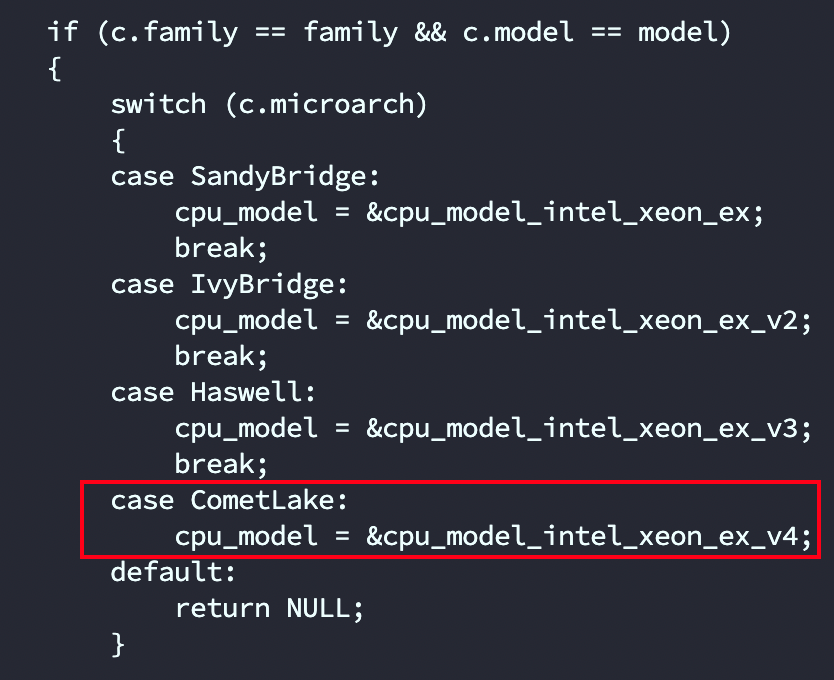 if (c.family == family && c.model == model)
{
switch (c.microarch)
{
case SandyBridge:
cpu_model = &cpu_model_intel_xeon_ex;
break;
case IvyBridge:
cpu_model = &cpu_model_intel_xeon_ex_v2;
break;
case Haswell:
cpu_model = &cpu_model_intel_xeon_ex_v3;
break;
case CometLake:
cpu_model = &cpu_model_intel_xeon_ex_v4;
default:
return NULL;
}